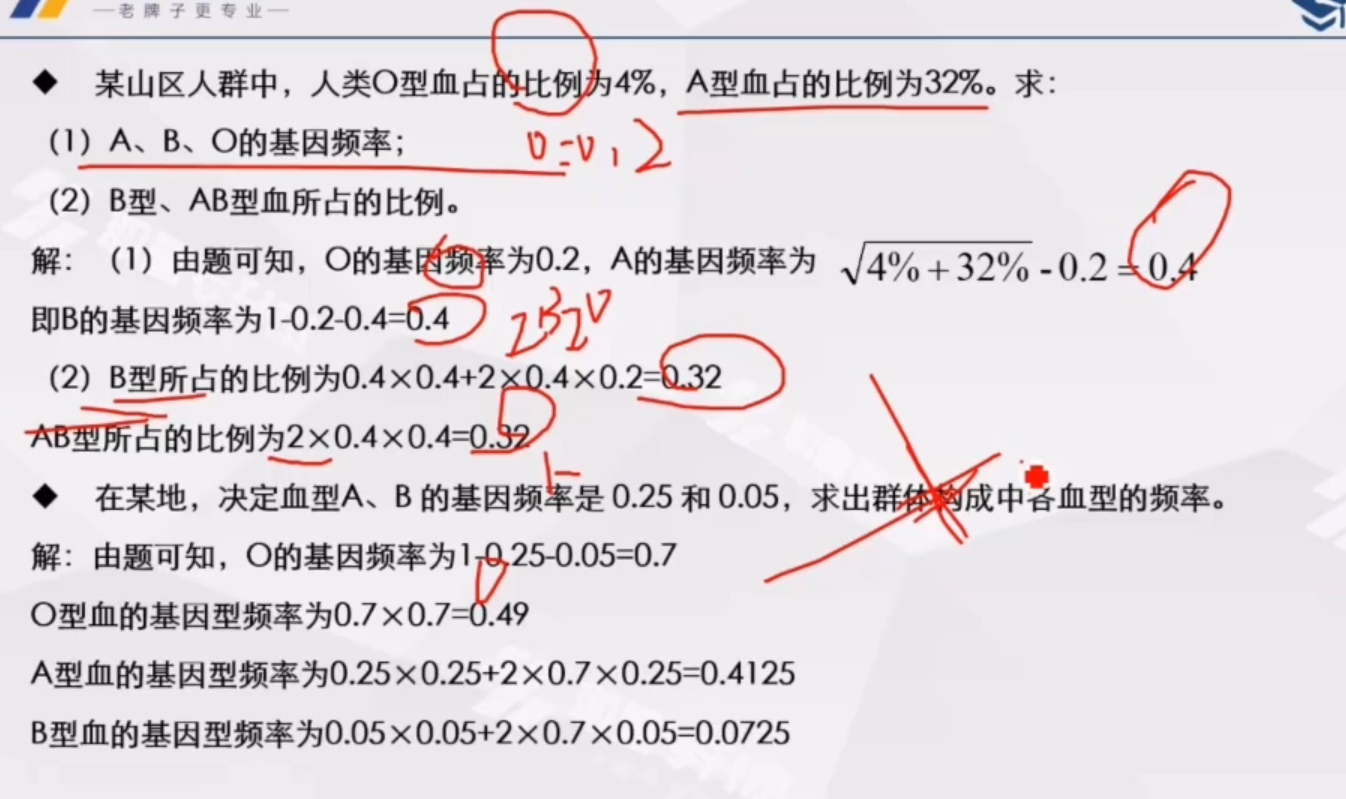 —老牌子更专业—
◆ 某山区人群中，人类O型血占的比例为4%，A型血占的比例为32%。求：
（1）A、B、O的基因频率；
0=0.2
（2）B型、AB型血所占的比例。
解：（1）由题可知，O的基因频率为0.2，A的基因频率为 √4%+32% - 0.2 = 0.4
即B的基因频率为1-0.2-0.4=0.4
（2）B型所占的比例为0.4×0.4+2×0.4×0.2=0.32
AB型所占的比例为2×0.4×0.4=0.32
◆ 在某地，决定血型A、B 的基因频率是 0.25 和 0.05，求出群体构成中各血型的频率。
解：由题可知，O的基因频率为1-0.25-0.05=0.7
O型血的基因型频率为0.7×0.7=0.49
A型血的基因型频率为0.25×0.25+2×0.7×0.25=0.4125
B型血的基因型频率为0.05×0.05+2×0.7×0.05=0.0725